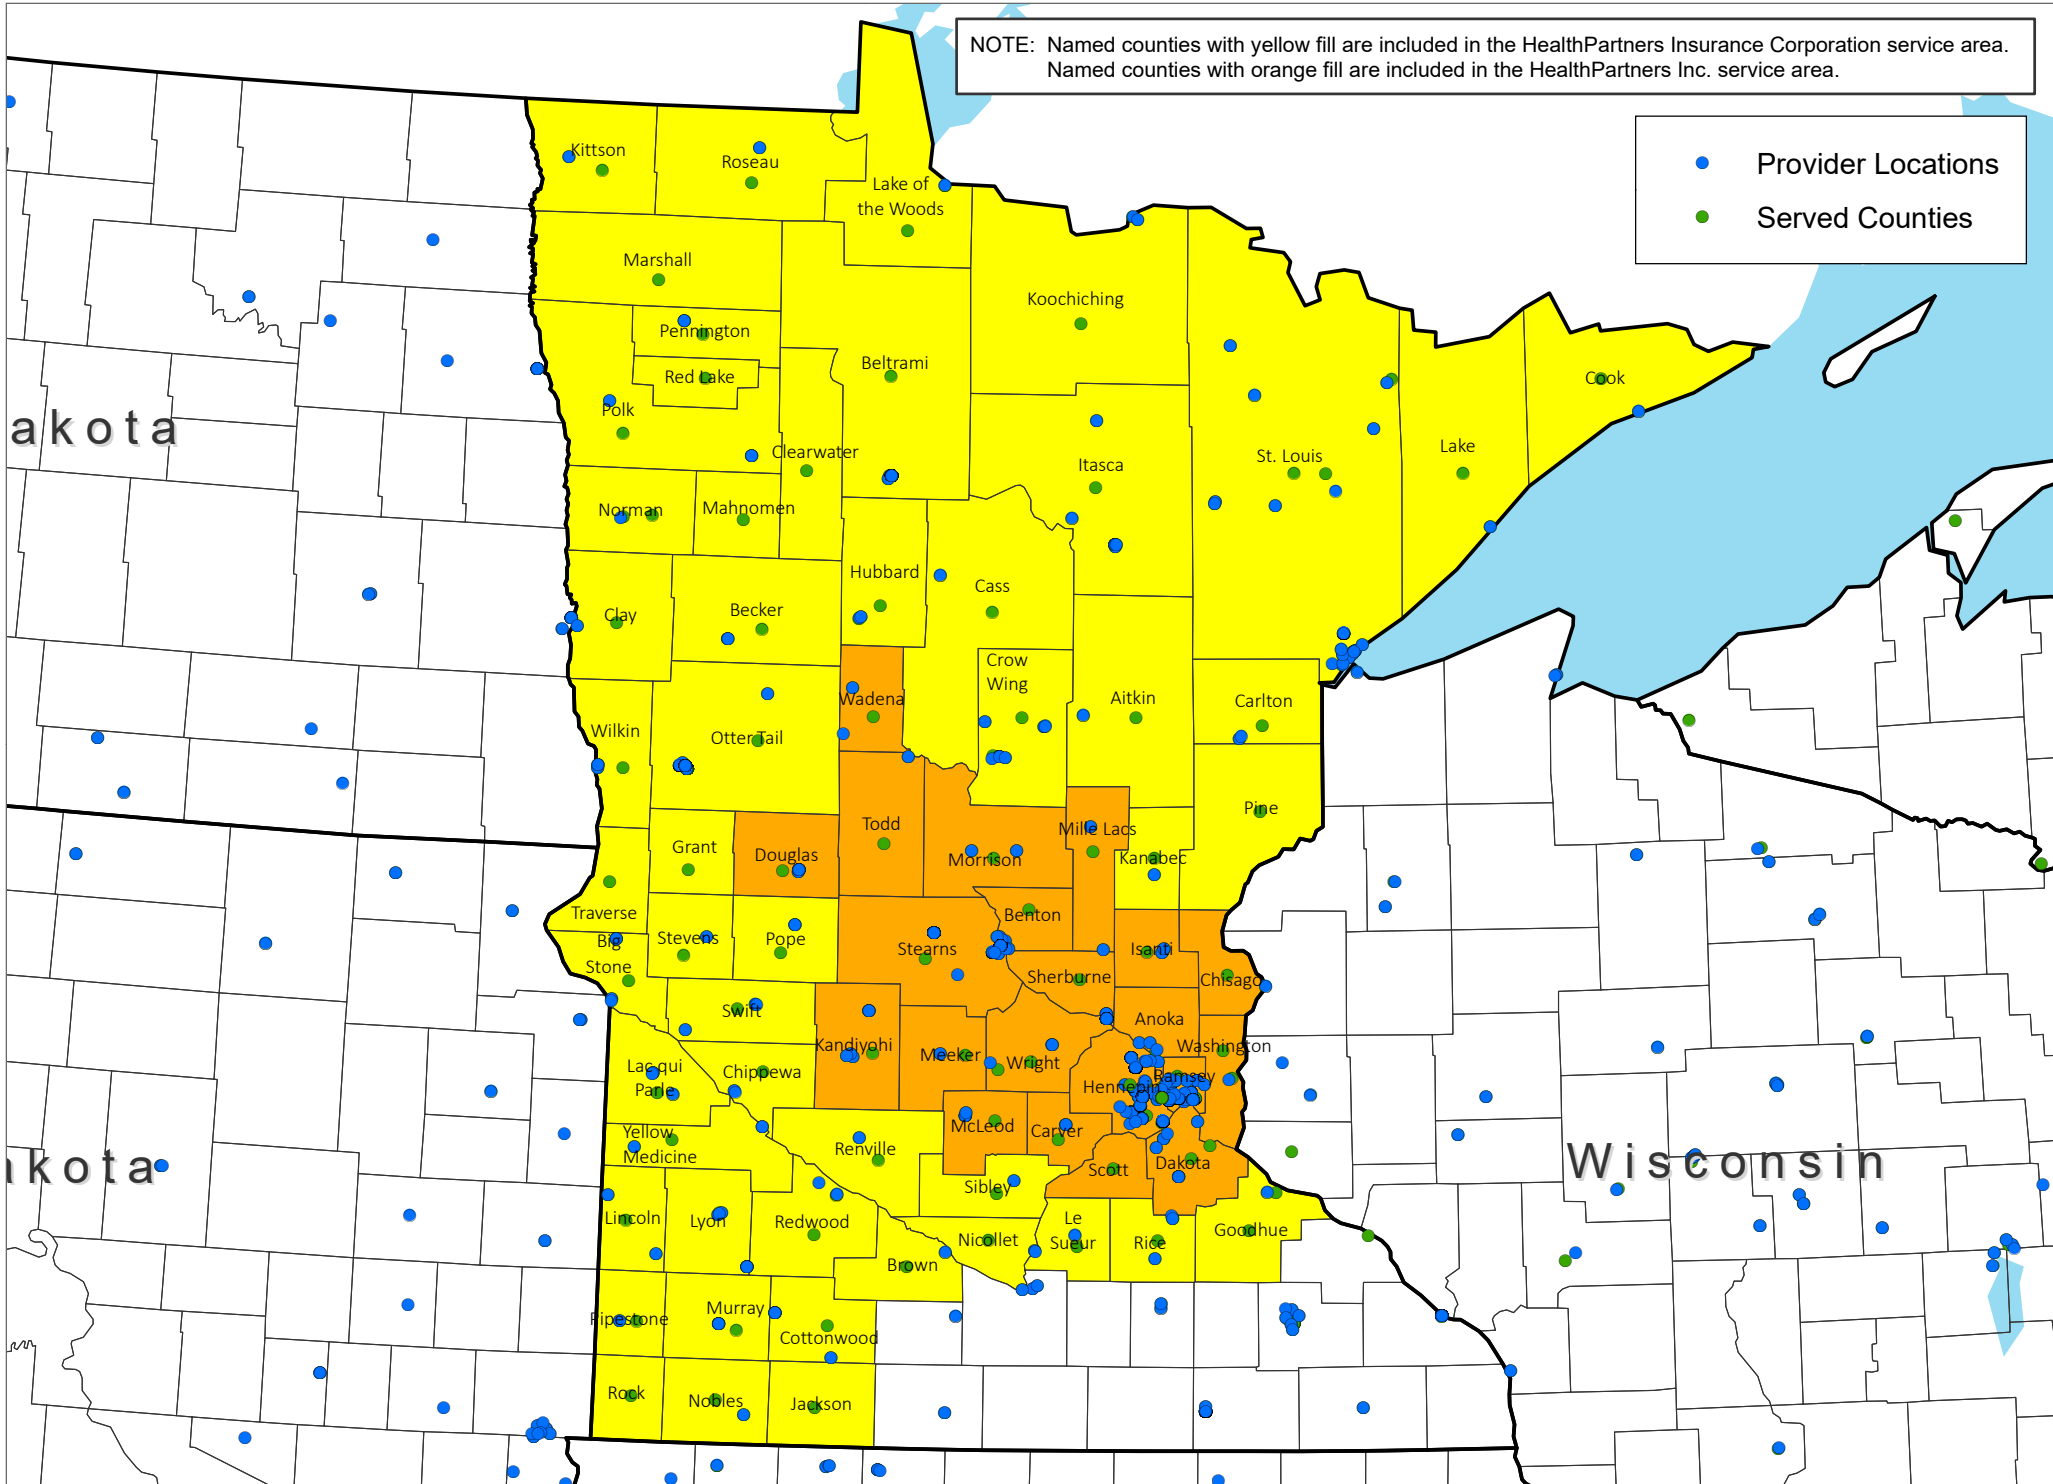 NOTE: Named counties with yellow fill are included in the HealthPartners Insurance Corporation service area.
Named counties with orange fill are included in the HealthPartners Inc. service area.
Provider Locations
Served Counties
Kittson
Roseau
Lake of
the Woods
Marshall
Koochiching
Pennington
Beltrami
Red Lake
Cook
Polk
akota
Clearwater
Itasca
St. Louis
Lake
Norman
Mahnomen
Hubbard
Cass
Clay
Becker
Crow
Wing
Wadena
Aitkin
Carlton
Wilkin
Otter Tail
Pine
Todd
Mille Lacs
Grant
Douglas
Morrison
Kanabec
Traverse
Benton
Big
Stone
Stevens
Pope
Stearns
Isanti
Sherburne
Chisago
Swift
Anoka
Kandiyohi
Meeker
Wright
Washington
Lac qui
Parle
Chippewa
Hennepin
Ramsey
McLeod
Carver
Yellow
Medicine
Renville
Scott
Dakota
Wisconsin
akota
Sibley
Lincoln
Lyon
Redwood
Nicollet
Le
Sueur
Rice
Goodhue
Brown
Pipestone
Murray
Cottonwood
Rock
Nobles
Jackson